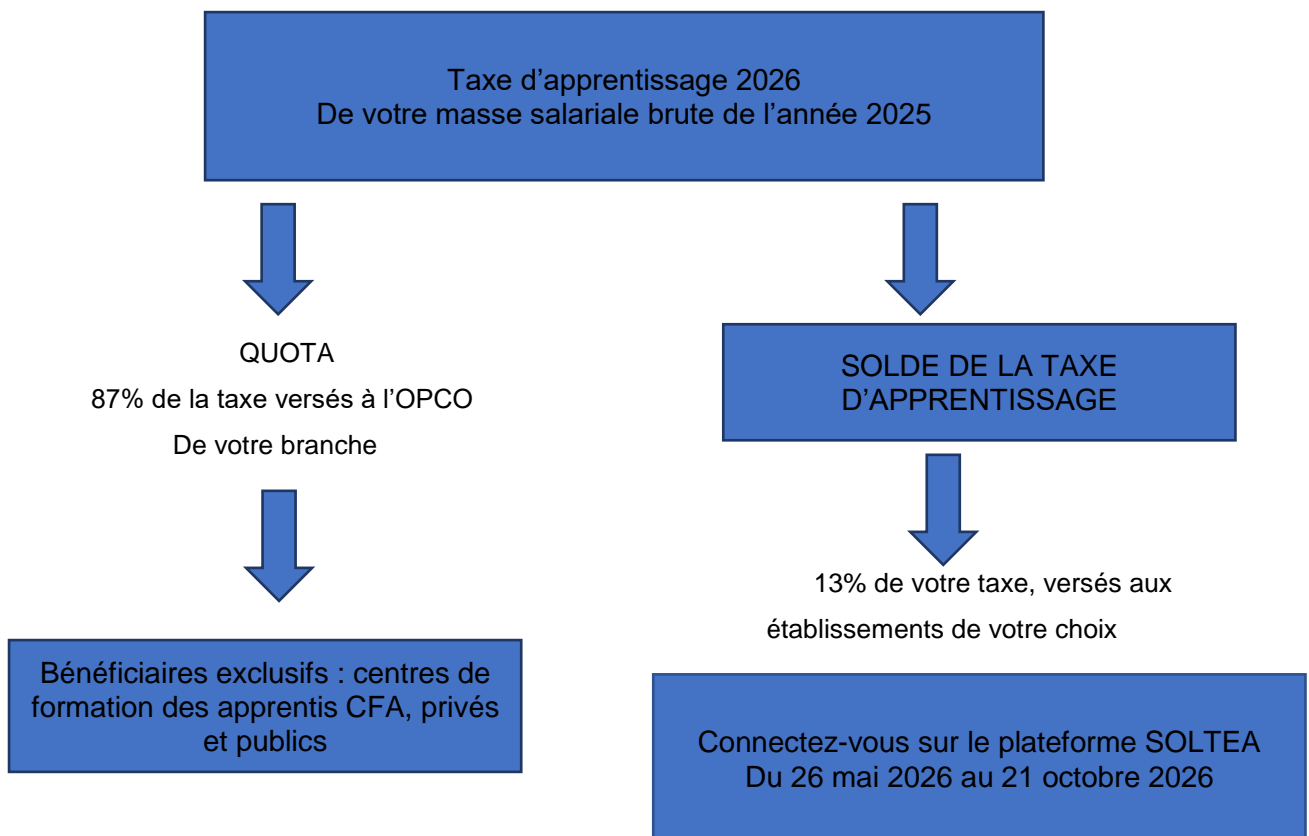 Taxe d’apprentissage 2026
De votre masse salariale brute de l’année 2025
QUOTA
87% de la taxe versés à l’OPCO
De votre branche
Bénéficiaires exclusifs : centres de
formation des apprentis CFA, privés
et publics
SOLDE DE LA TAXE
D’APPRENTISSAGE
13% de votre taxe, versés aux
établissements de votre choix
Connectez-vous sur le plateforme SOLTEA
Du 26 mai 2026 au 21 octobre 2026